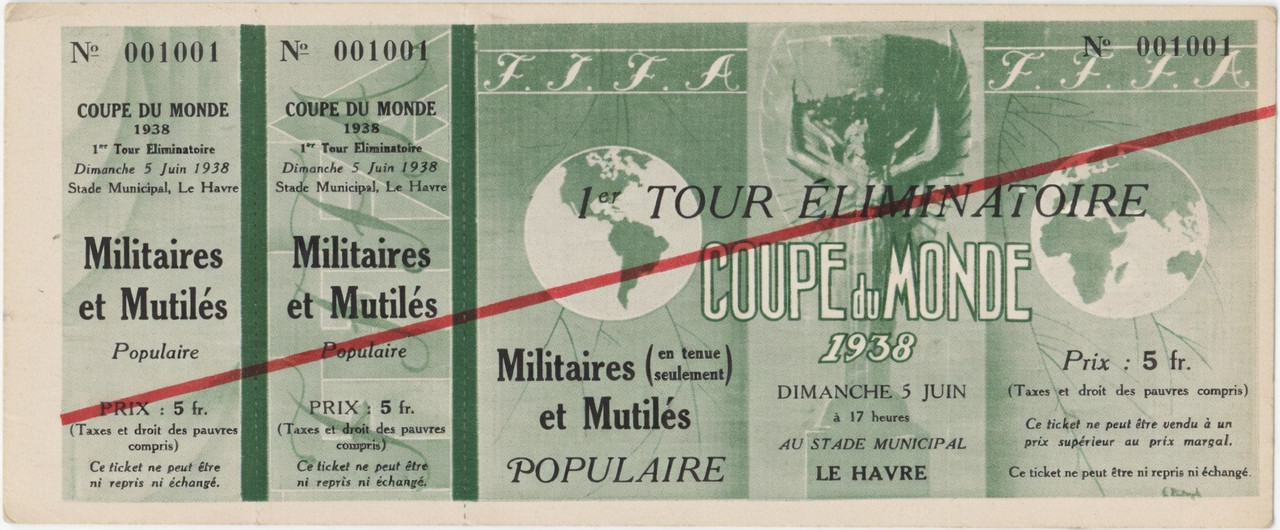 Nº 001001
COUPE DU MONDE
1938
1er Tour Eliminatoire
Dimanche 5 Juin 1938
Stade Municipal, Le Havre
Militaires
et Mutilés
Populaire
PRIX : 5 fr.
(Taxes et droit des pauvres
compris)
Ce ticket ne peut être
ni repris ni échangé.
Nº 001001
COUPE DU MONDE
1938
1er Tour Eliminatoire
Dimanche 5 Juin 1938
Stade Municipal, Le Havre
Militaires
et Mutilés
Populaire
PRIX : 5 fr.
(Taxes et droit des pauvres
compris)
Ce ticket ne peut être
ni repris ni échangé.
F. I. F. A
1er TOUR ÉLIMINATOIRE
COUPE du MONDE
1938
Militaires (en tenue
seulement)
et Mutilés
POPULAIRE
DIMANCHE 5 JUIN
à 17 heures
AU STADE MUNICIPAL
LE HAVRE
Nº 001001
F. I. F. A
Prix : 5 fr.
(Taxes et droit des pauvres compris)
Ce ticket ne peut être vendu à un
prix supérieur au prix margal.
Ce ticket ne peut être ni repris ni échangé.